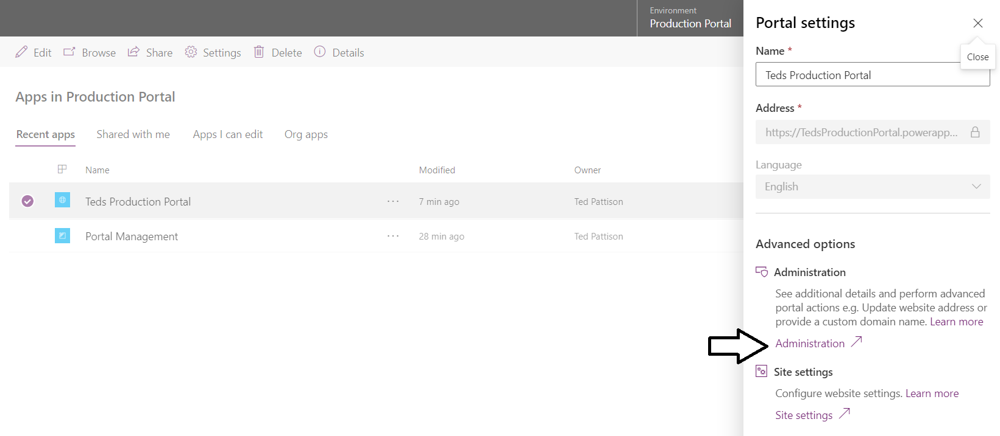 Environment
Production Portal
Edit
Browse
Share
Settings
Delete
Details
Apps in Production Portal
Recent apps
Shared with me
Apps I can edit
Org apps
Name
Modified
Owner
Teds Production Portal
···
7 min ago
Ted Pattison
Portal Management
···
28 min ago
Ted Pattison
Portal settings
Close
Name *
Teds Production Portal
Address *
https://TedsProductionPortal.powerapp...
Language
English
Advanced options
Administration
See additional details and perform advanced
portal actions e.g. Update website address or
provide a custom domain name. Learn more
Administration
Site settings
Configure website settings. Learn more
Site settings